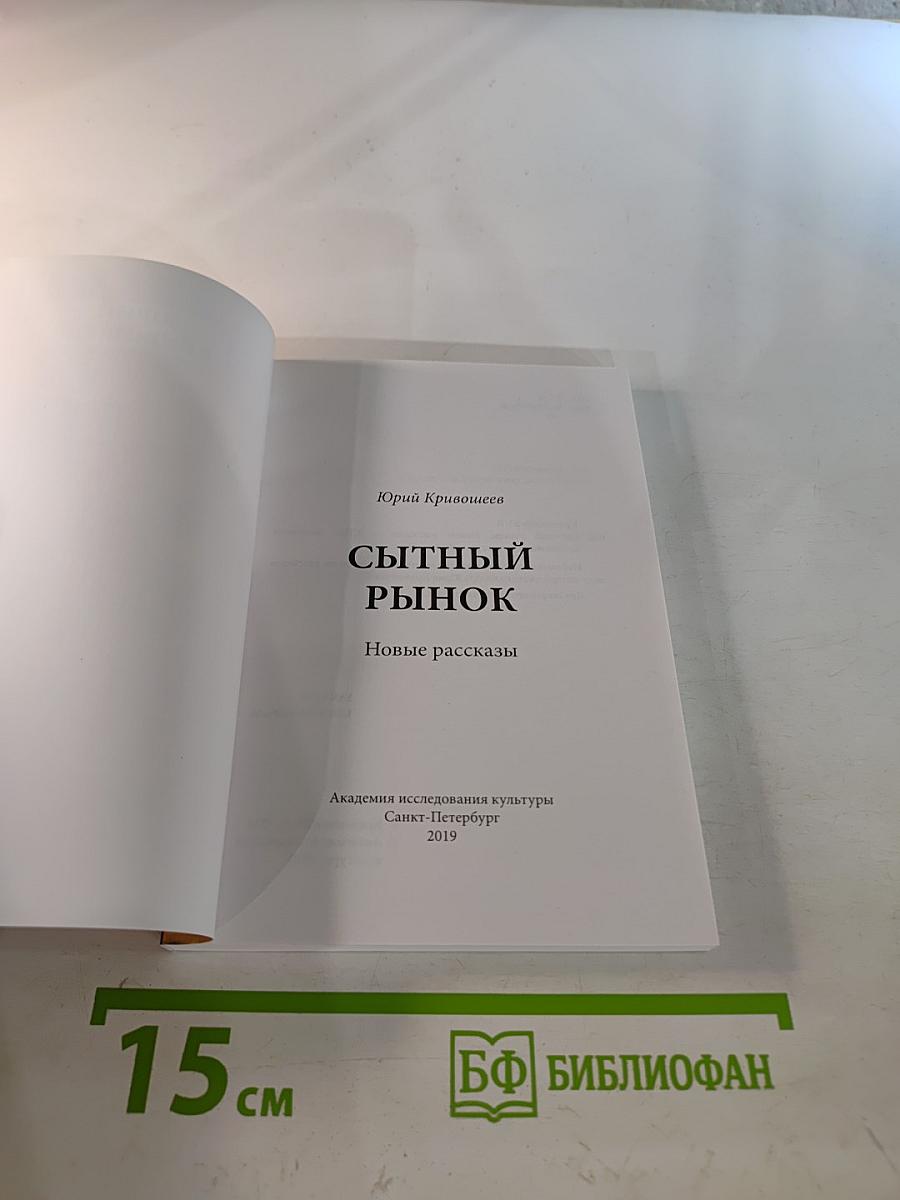 Юрий Кривошеев
СЫТНЫЙ
РЫНОК
Новые рассказы
Академия исследования культуры
Санкт-Петербург
2019
15 см
БФ БИБЛИОФАН